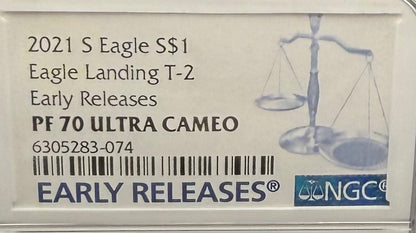 2021 S Eagle S$1
Eagle Landing T-2
Early Releases
PF 70 ULTRA CAMEO
6305283-074
EARLY RELEASES®
NGC®